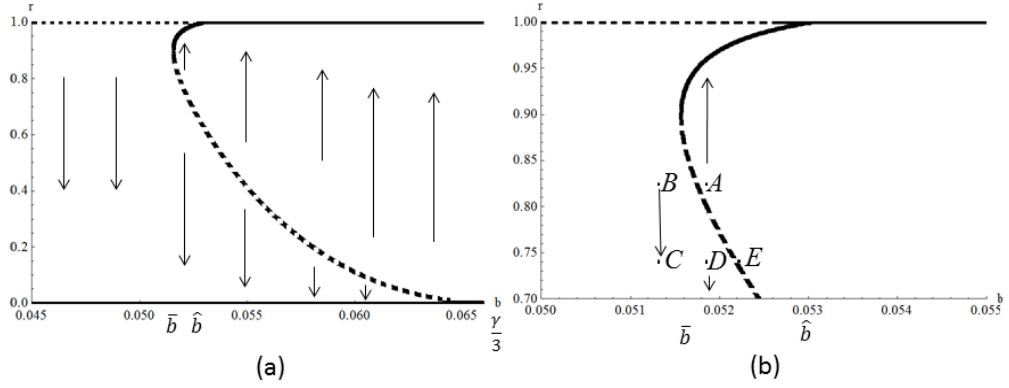 r
1.0
0.8
0.6
0.4
0.2
0.0
0.045 0.050 0.055 0.060 0.065
b
b̄ b̂ γ/3
(a)
r
1.00
0.95
0.90
0.85
0.80
0.75
0.70
B A
C D E
0.050 0.051 0.052 0.053 0.054 0.055
b
b̄ b̂
(b)